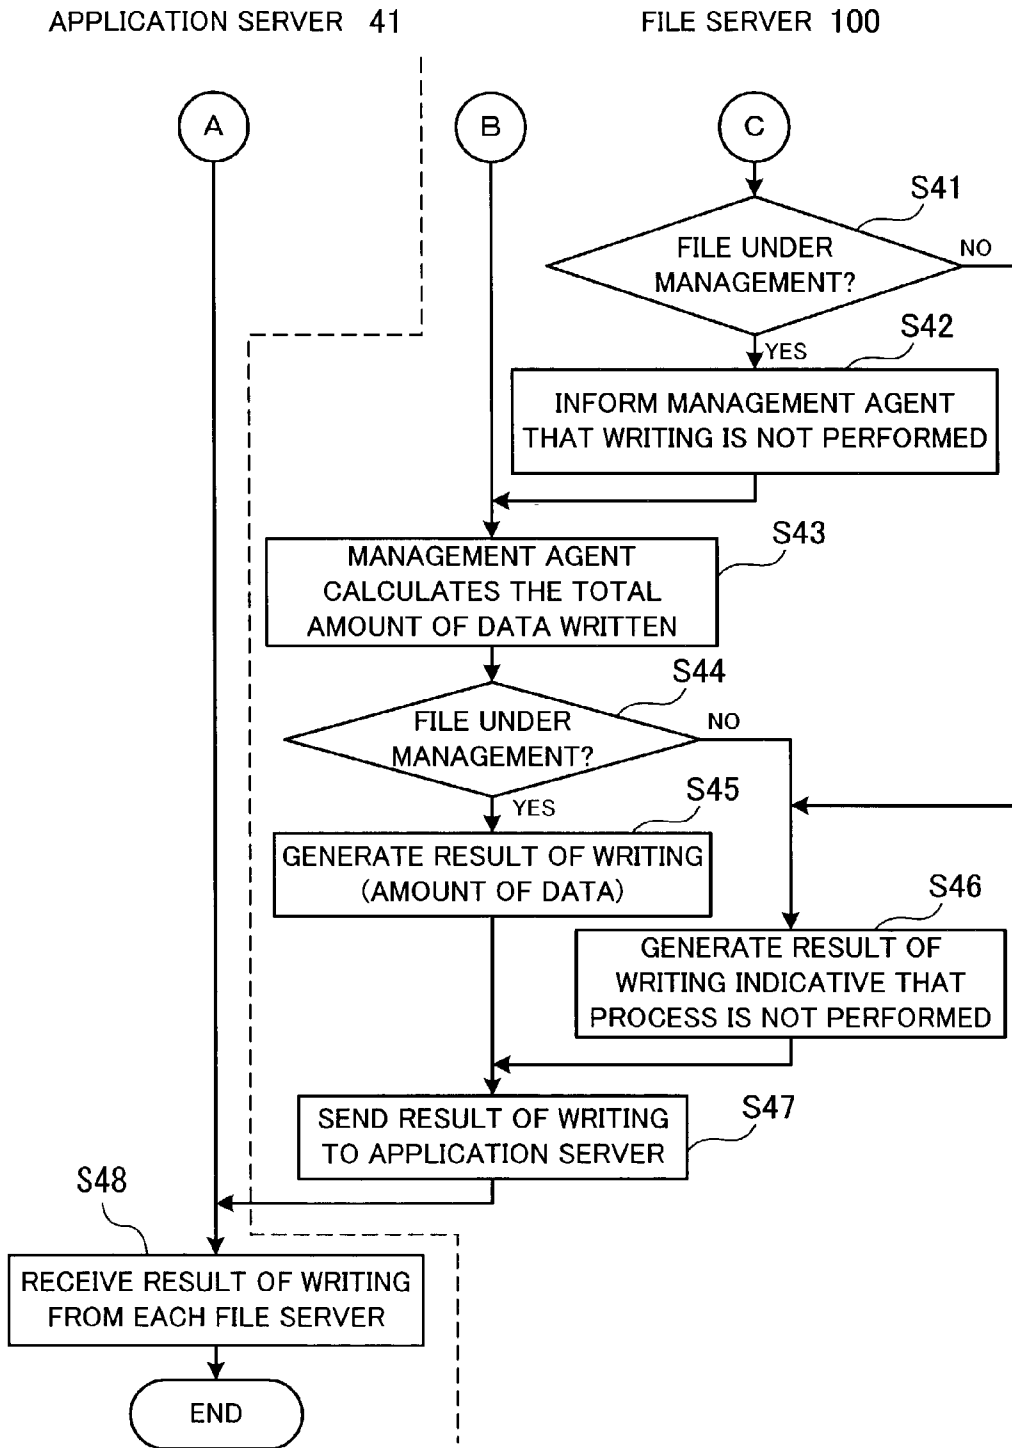 APPLICATION SERVER 41
FILE SERVER 100
A
B
C
S41
FILE UNDER
MANAGEMENT?
NO
YES
S42
INFORM MANAGEMENT AGENT
THAT WRITING IS NOT PERFORMED
S43
MANAGEMENT AGENT
CALCULATES THE TOTAL
AMOUNT OF DATA WRITTEN
S44
FILE UNDER
MANAGEMENT?
NO
YES
S45
GENERATE RESULT OF WRITING
(AMOUNT OF DATA)
S46
GENERATE RESULT OF
WRITING INDICATIVE THAT
PROCESS IS NOT PERFORMED
S47
SEND RESULT OF WRITING
TO APPLICATION SERVER
S48
RECEIVE RESULT OF WRITING
FROM EACH FILE SERVER
END